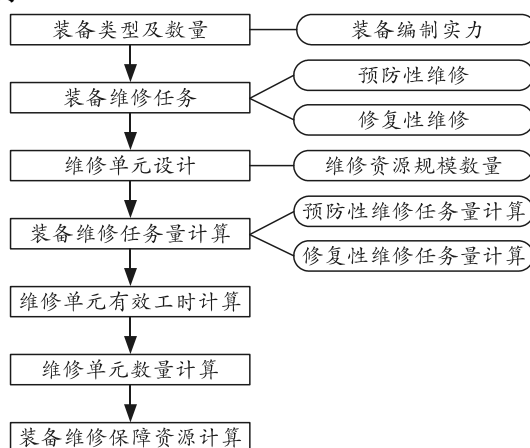 装备类型及数量
装备编制实力
装备维修任务
预防性维修
修复性维修
维修单元设计
维修资源规模数量
装备维修任务量计算
预防性维修任务量计算
修复性维修任务量计算
维修单元有效工时计算
维修单元数量计算
装备维修保障资源计算